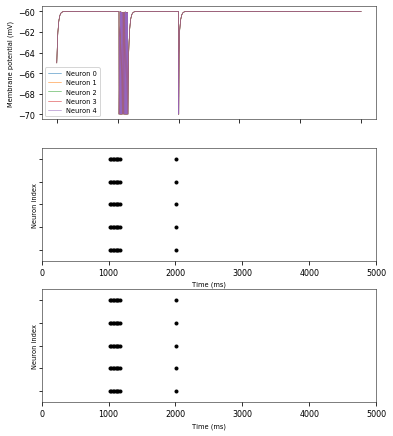 Membrane potential (mV)
−60
−62
−64
−66
−68
−70
Neuron 0
Neuron 1
Neuron 2
Neuron 3
Neuron 4
Neuron index
0 1000 2000 3000 4000 5000
Time (ms)
Neuron index
0 1000 2000 3000 4000 5000
Time (ms)